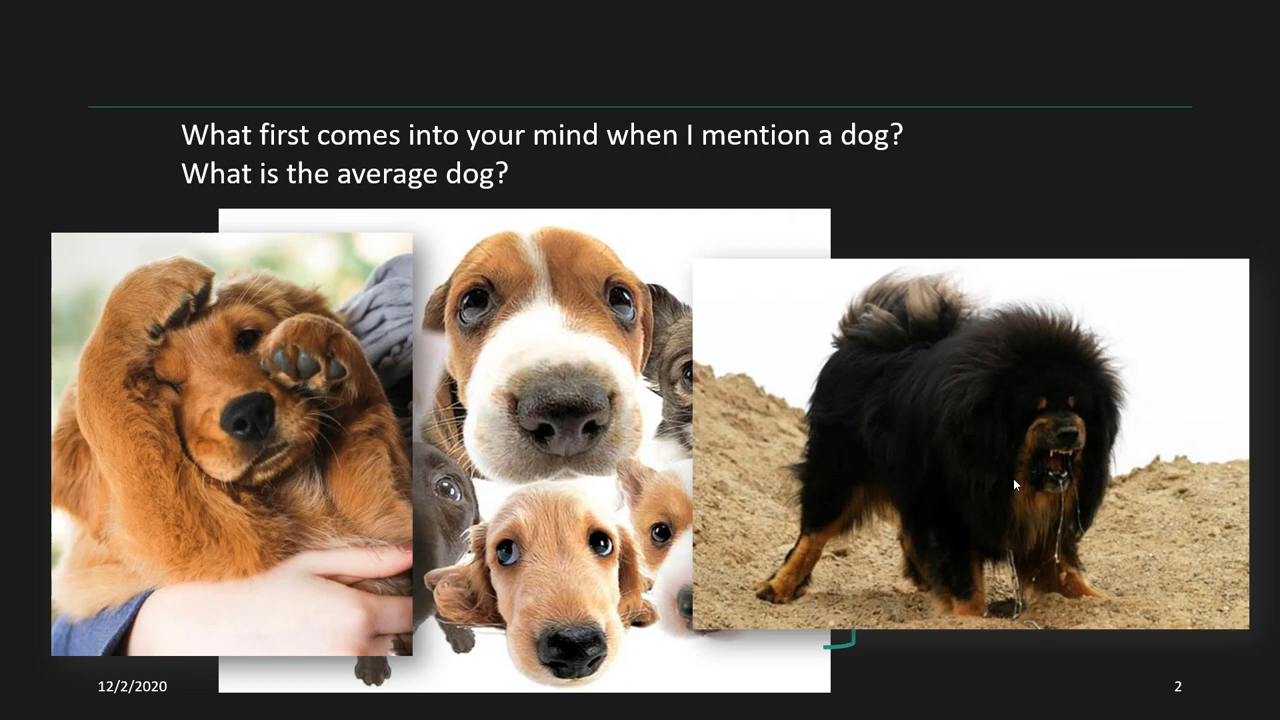 What first comes into your mind when I mention a dog?
What is the average dog?
12/2/2020
2